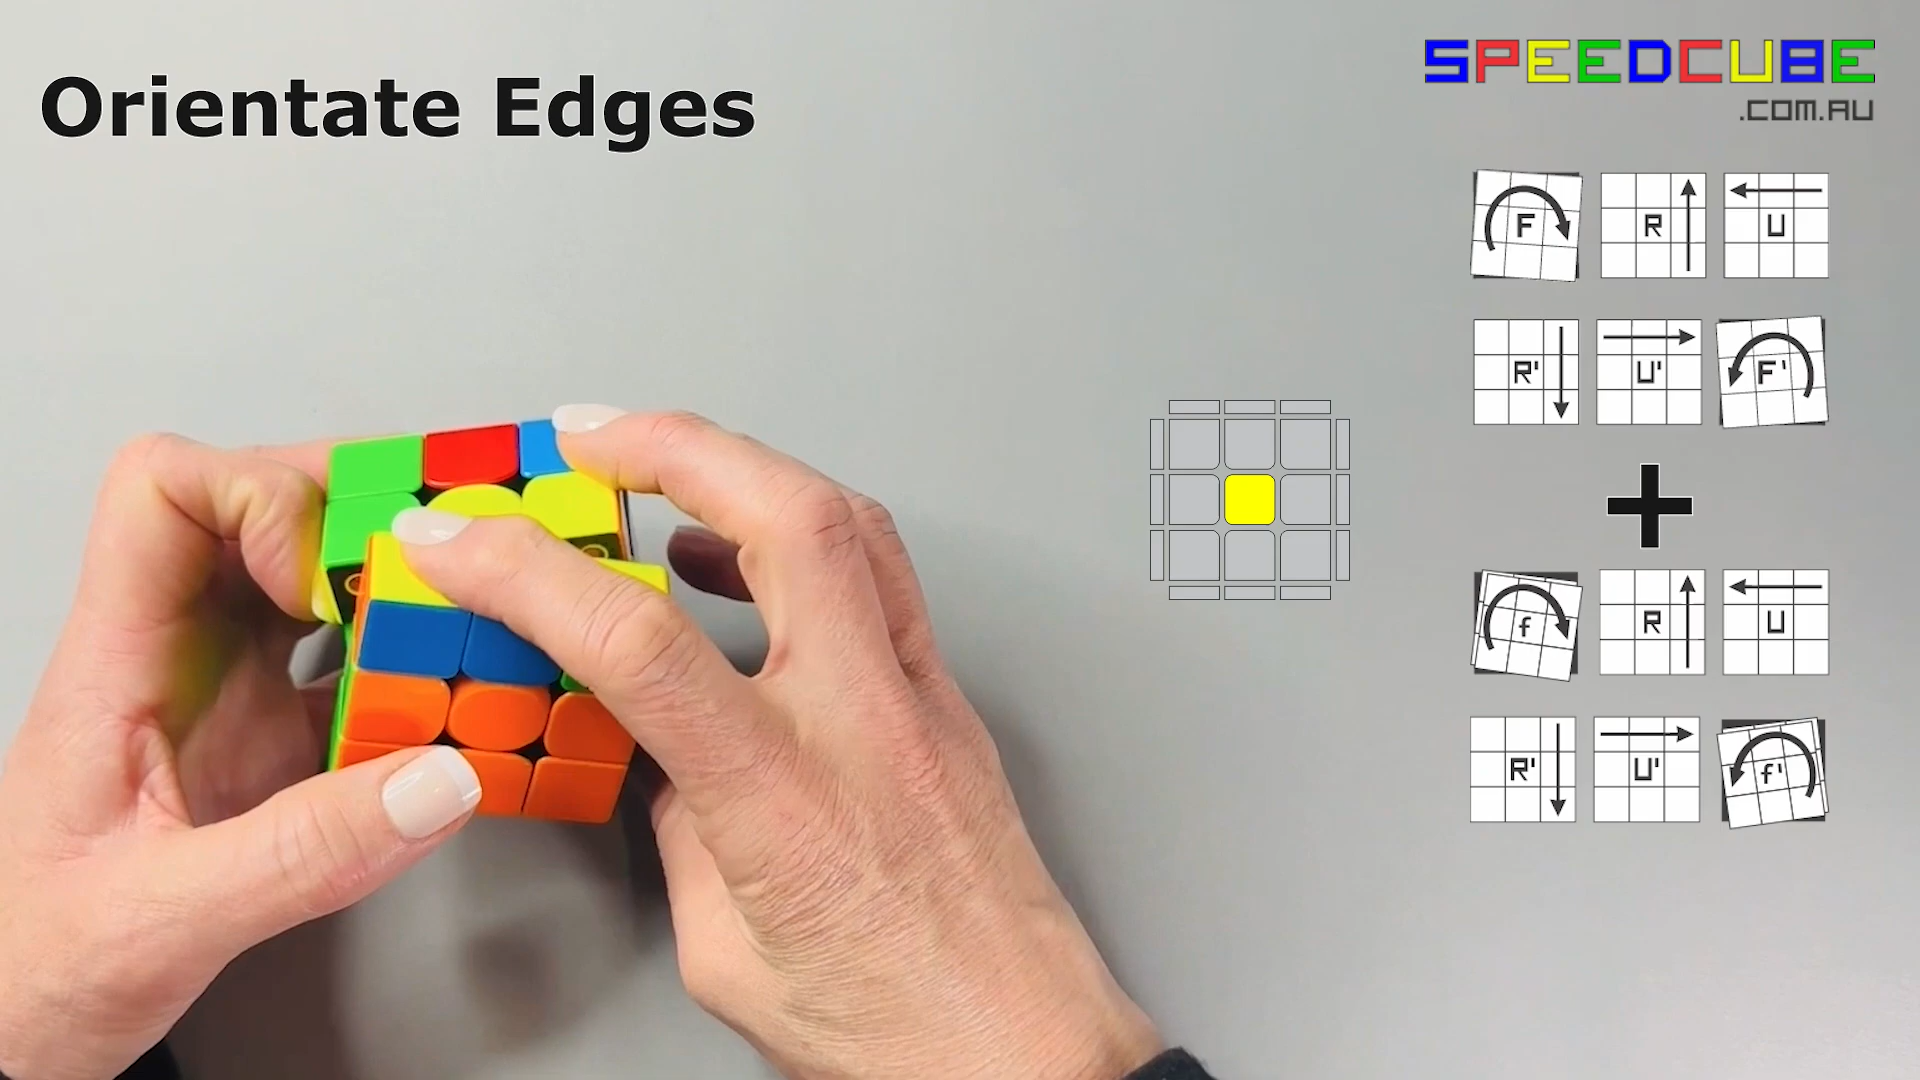 Orientate Edges
SPEEDCUBE
.COM.AU
F R U
R' U' F'
f R U
R' U' f'